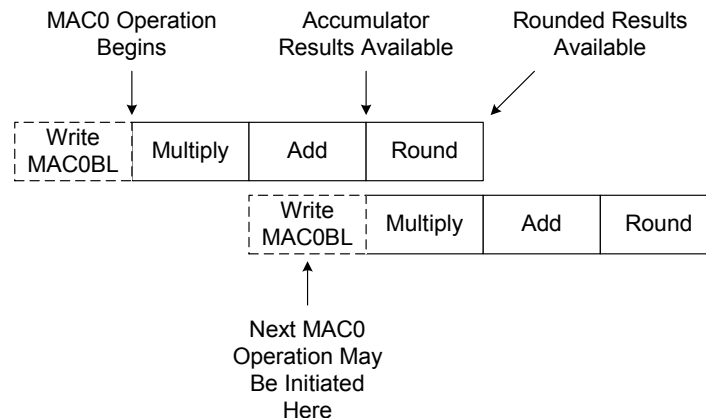 MAC0 Operation
Begins
Accumulator
Results Available
Rounded Results
Available
Write
MAC0BL
Multiply
Add
Round
Write
MAC0BL
Multiply
Add
Round
Next MAC0
Operation May
Be Initiated
Here